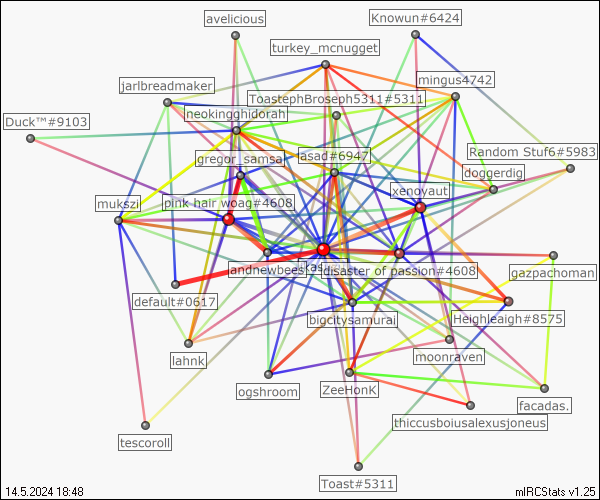 avelicious
Knowun#6424
turkey_mcnugget
mingus4742
jarlbreadmaker
ToastephBroseph5311#5311
neokingghidorah
Duck™#9103
Random Stuf6#5983
gregor_samsa
asad#6947
doggerdig
xenoyaut
mukszi
pink hair woag#4608
andnewbees
disaster of passion#4608
gazpachoman
default#0617
bigcitysamurai
Heighleaigh#8575
lahnk
moonraven
ogshroom
ZeeHonK
facadas.
thiccusboiusalexusjoneus
tescoroll
Toast#5311
14.5.2024 18:48
mIRCStats v1.25